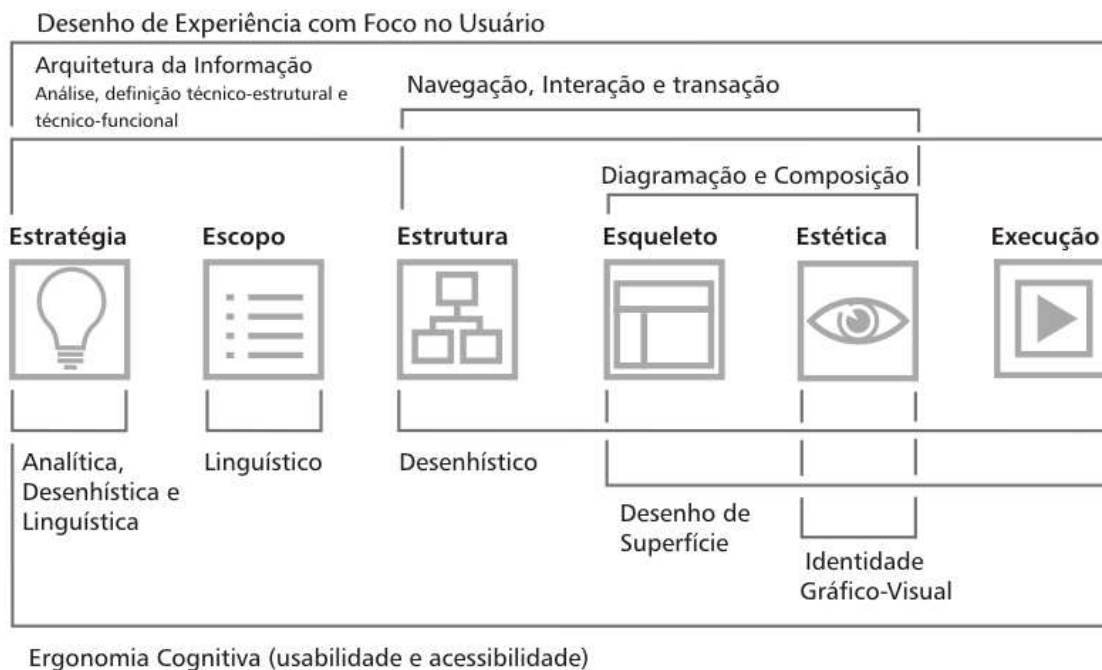 Desenho de Experiência com Foco no Usuário
Arquitetura da Informação
Análise, definição técnico-estrutural e
técnico-funcional
Navegação, Interação e transação
Diagramação e Composição
Estratégia
Escopo
Estrutura
Esqueleto
Estética
Execução
Analítica,
Desenhística e
Linguística
Linguístico
Desenhístico
Desenho de
Superfície
Identidade
Gráfico-Visual
Ergonomia Cognitiva (usabilidade e acessibilidade)